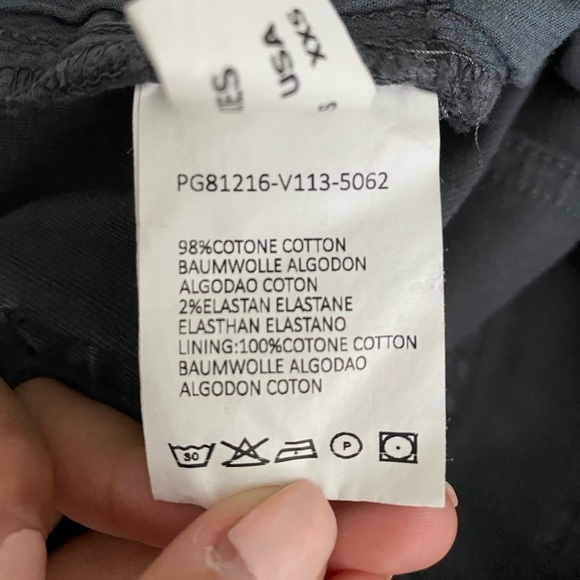 USA
XXS
PG81216-V113-5062
98%COTONE COTTON
BAUMWOLLE ALGODON
ALGODAO COTON
2%ELASTAN ELASTANE
ELASTHAN ELASTANO
LINING:100%COTONE COTTON
BAUMWOLLE ALGODAO
ALGODON COTON
30
P